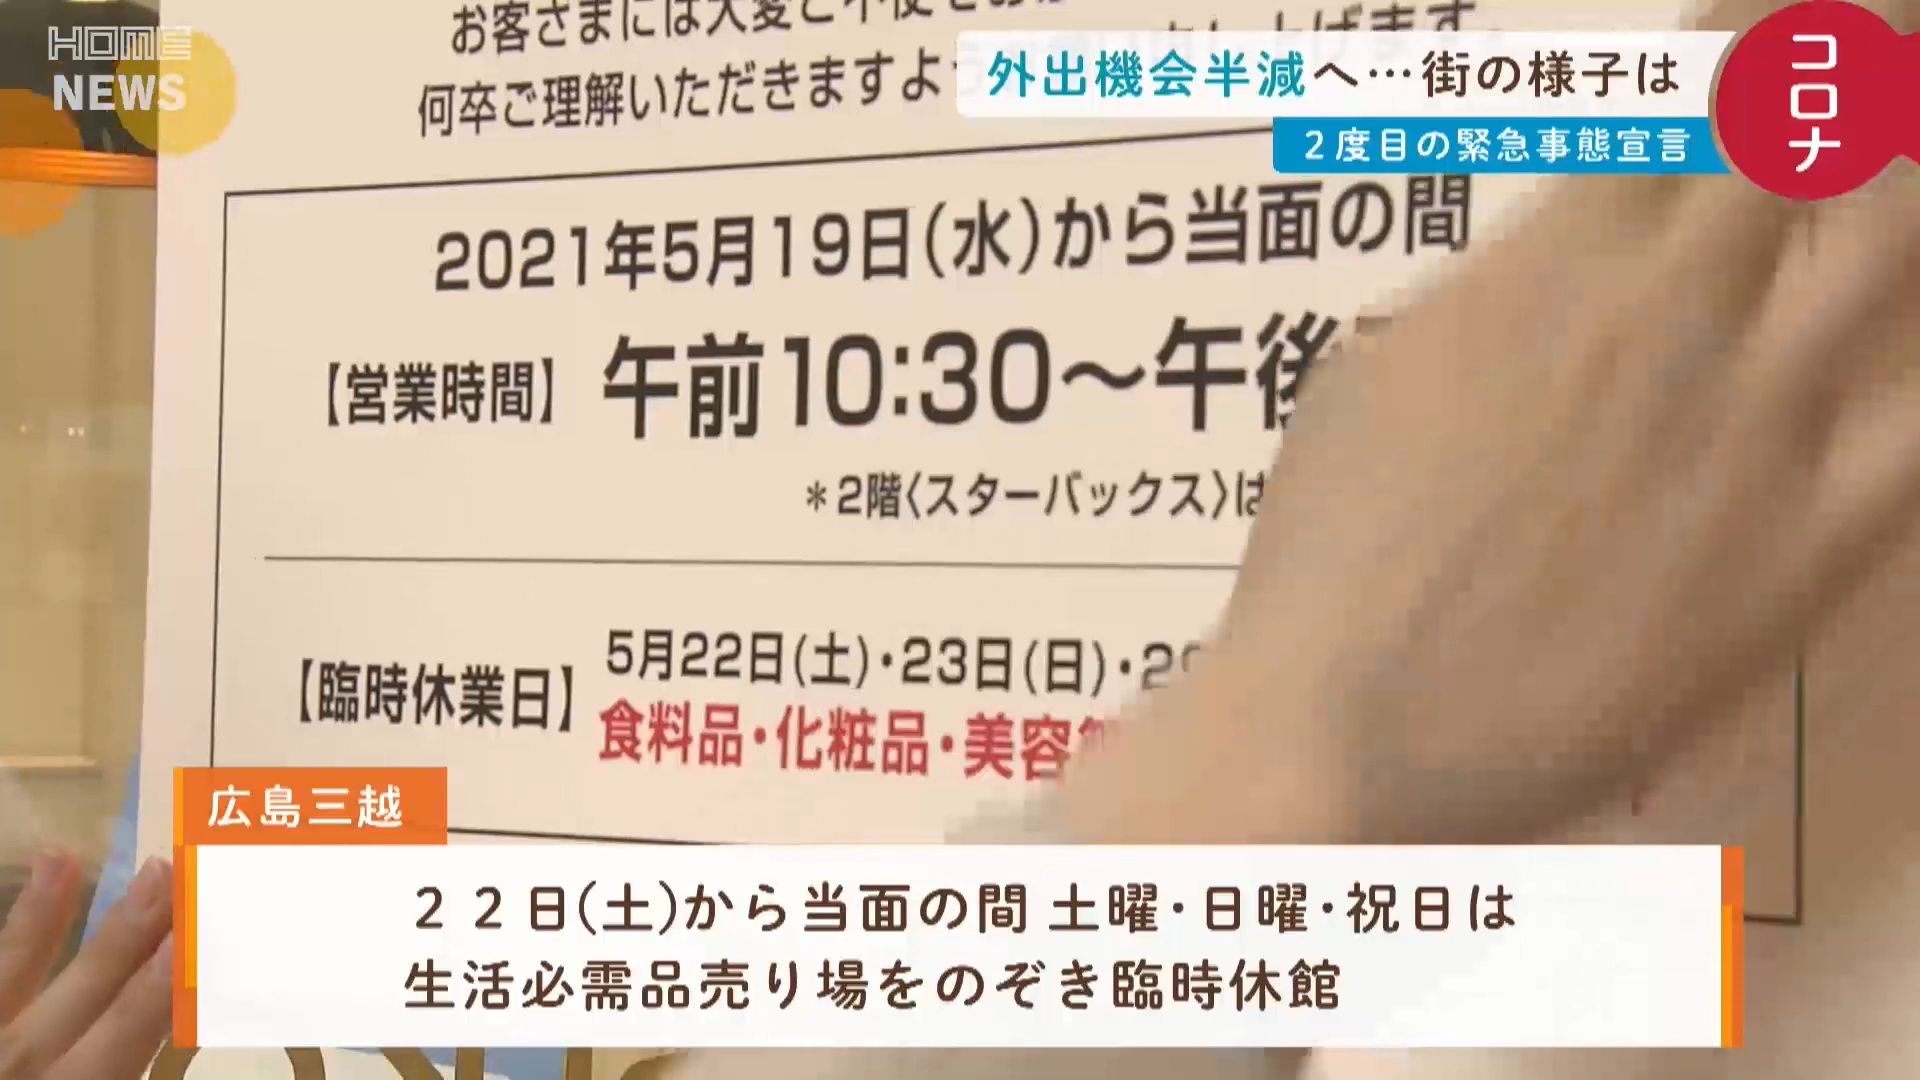 HOME
NEWS
お客さまには大変ご不便をおか
何卒ご理解いただきますよ
上げます。
外出機会半減へ…街の様子は
2度目の緊急事態宣言
コロナ
2021年5月19日(水)から当面の間
【営業時間】 午前10:30～午後
＊2階〈スターバックス〉は
【臨時休業日】 5月22日(土)・23日(日)・29
食料品・化粧品・美容
広島三越
２２日(土)から当面の間 土曜・日曜・祝日は
生活必需品売り場をのぞき臨時休館